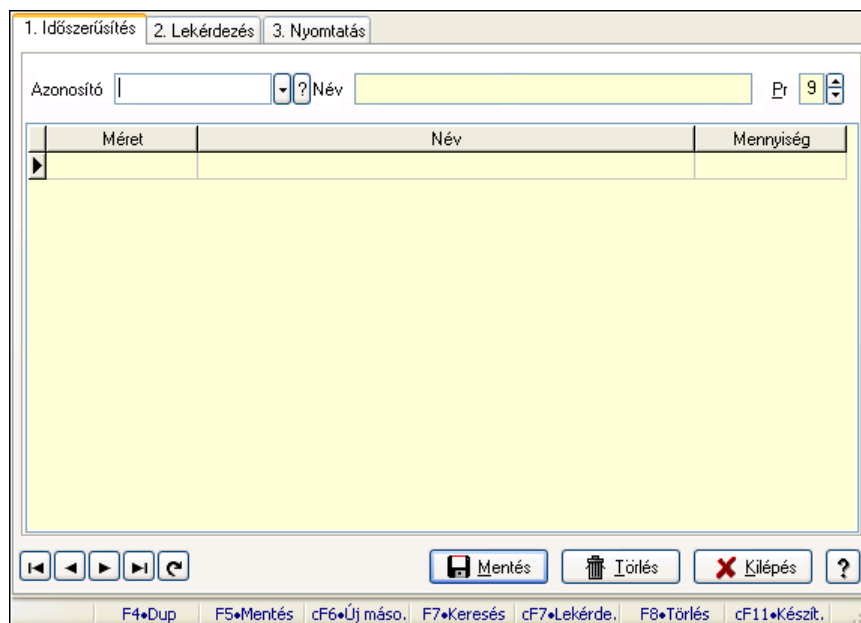 1. Időszerűsítés 2. Lekérdezés 3. Nyomtatás
Azonosító ? Név Pr 9
Méret Név Mennyiség
Mentés Törlés Kilépés ?
F4•Dup F5•Mentés cF6•Új máso. F7•Keresés cF7•Lekérde. F8•Törlés cF11•Készít.